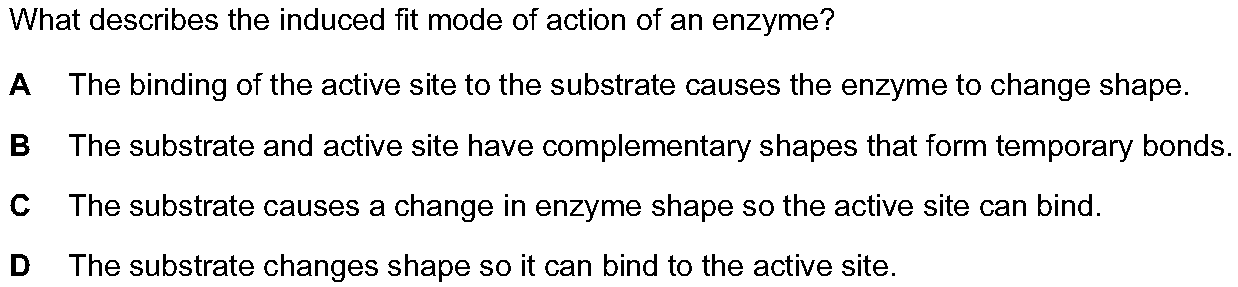 What describes the induced fit mode of action of an enzyme?
A The binding of the active site to the substrate causes the enzyme to change shape.
B The substrate and active site have complementary shapes that form temporary bonds.
C The substrate causes a change in enzyme shape so the active site can bind.
D The substrate changes shape so it can bind to the active site.